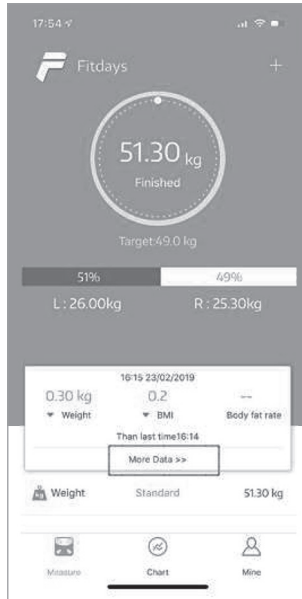 17:54
Fitdays
51.30 kg
Finished
Target:49.0 kg
51% 49%
L : 26.00kg R : 25.30kg
16:15 23/02/2019
0.30 kg 0.2 --
Weight BMI Body fat rate
Than last time16:14
More Data >>
kg Weight Standard 51.30 kg
Measure Chart Mine